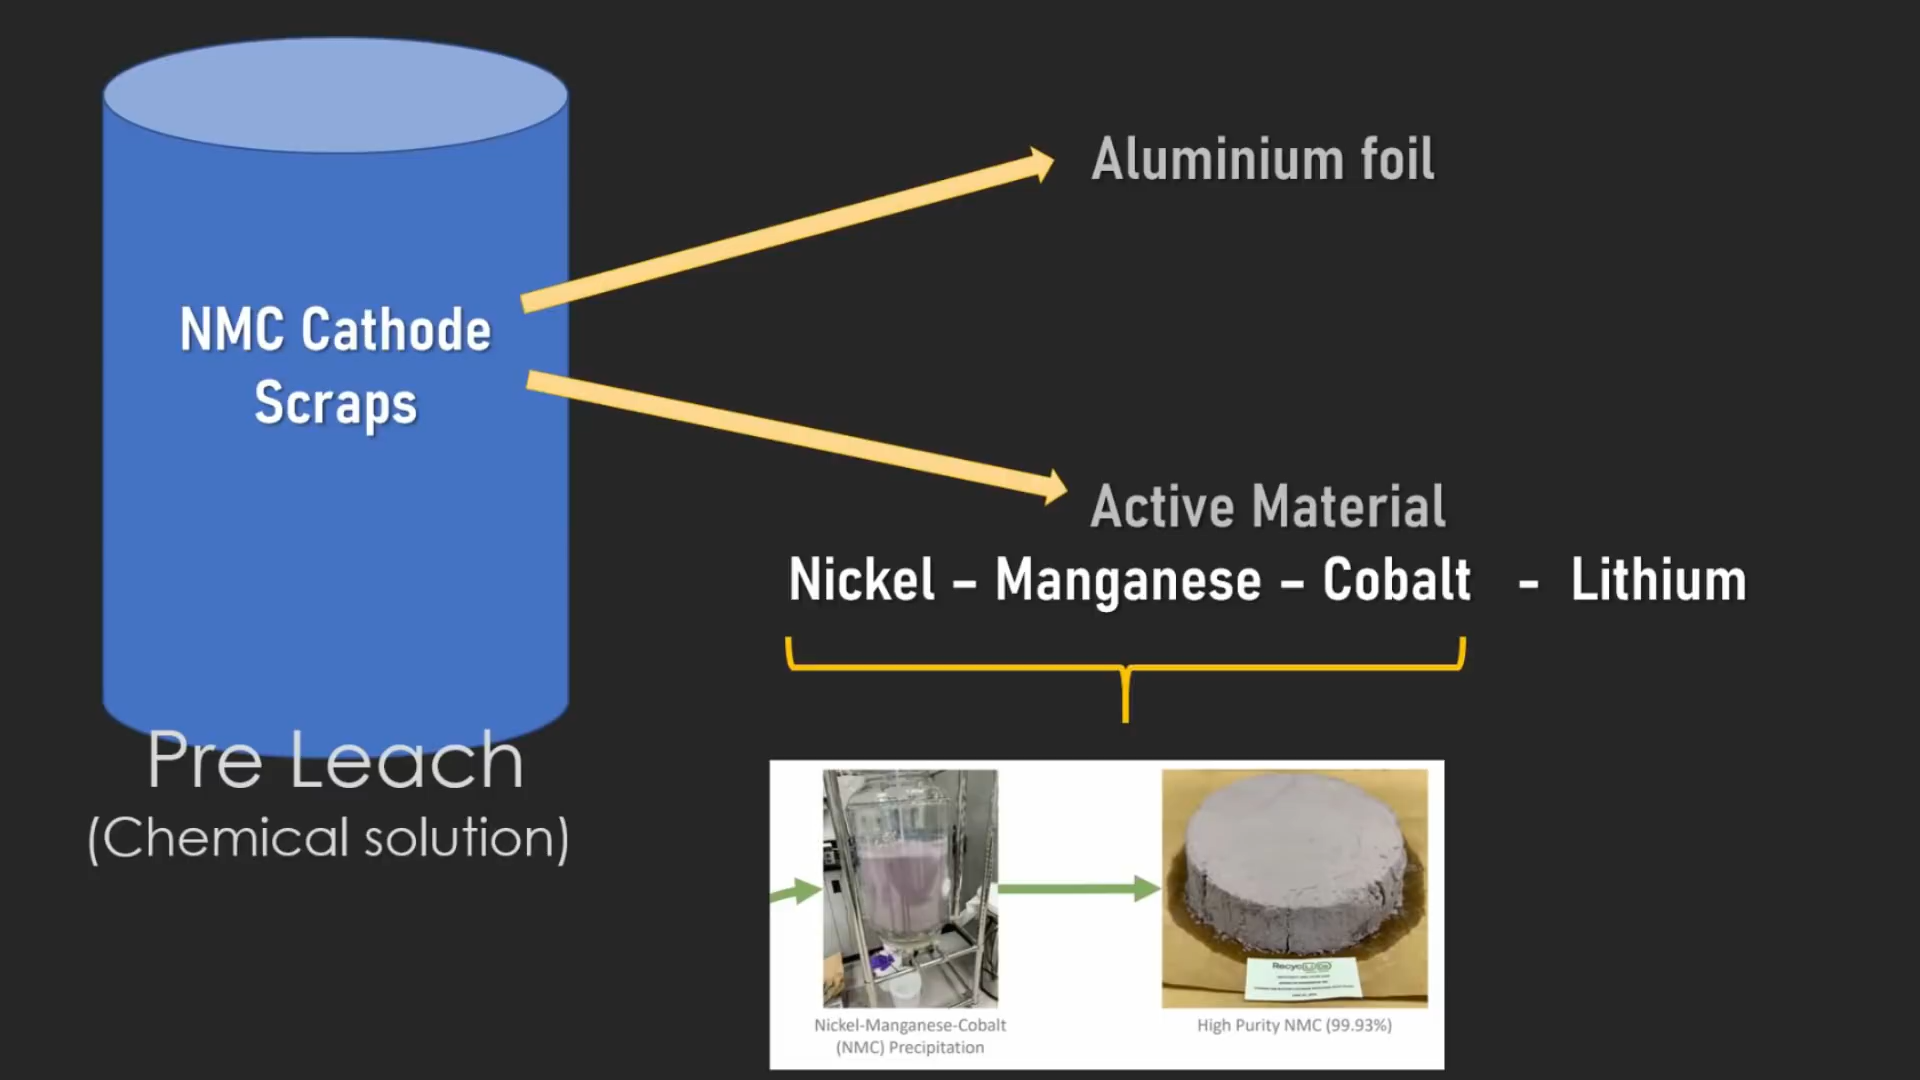 NMC Cathode
Scraps
Pre Leach
(Chemical solution)
Aluminium foil
Active Material
Nickel – Manganese – Cobalt - Lithium
Nickel-Manganese-Cobalt
(NMC) Precipitation
High Purity NMC (99.93%)